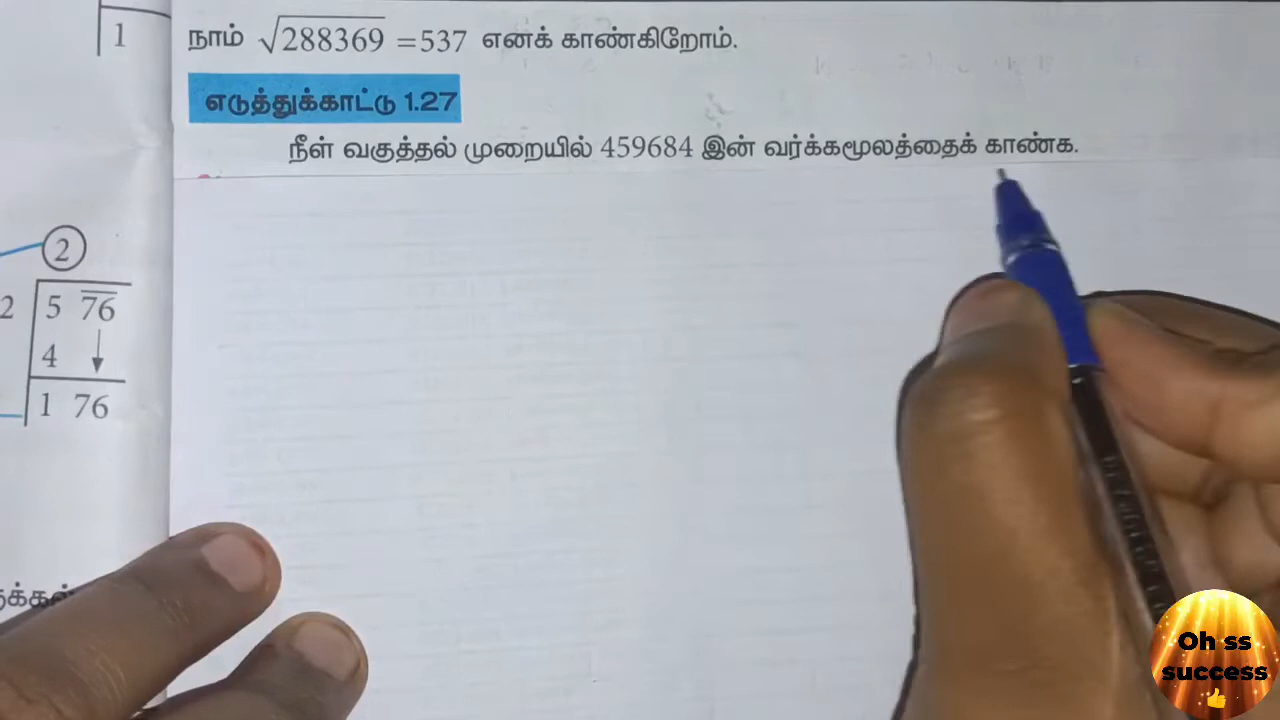 1
நாம் √288369 = 537 எனக் காண்கிறோம்.
எடுத்துக்காட்டு 1.27
நீள் வகுத்தல் முறையில் 459684 இன் வர்க்கமூலத்தைக் காண்க.
2
2 5 76
4
1 76
Oh ss
success